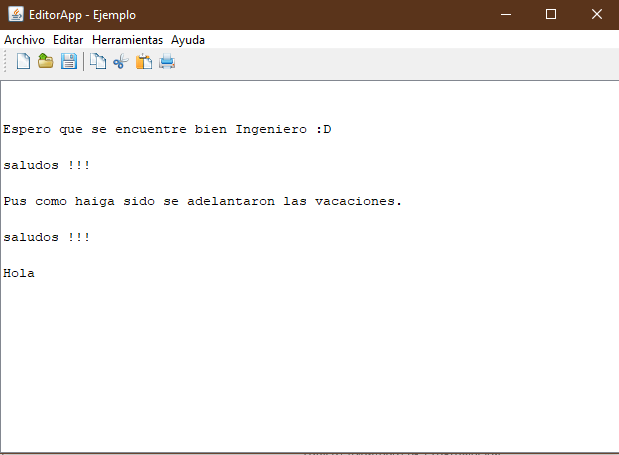 EditorApp - Ejemplo
Archivo Editar Herramientas Ayuda
Espero que se encuentre bien Ingeniero :D
saludos !!!
Pus como haiga sido se adelantaron las vacaciones.
saludos !!!
Hola